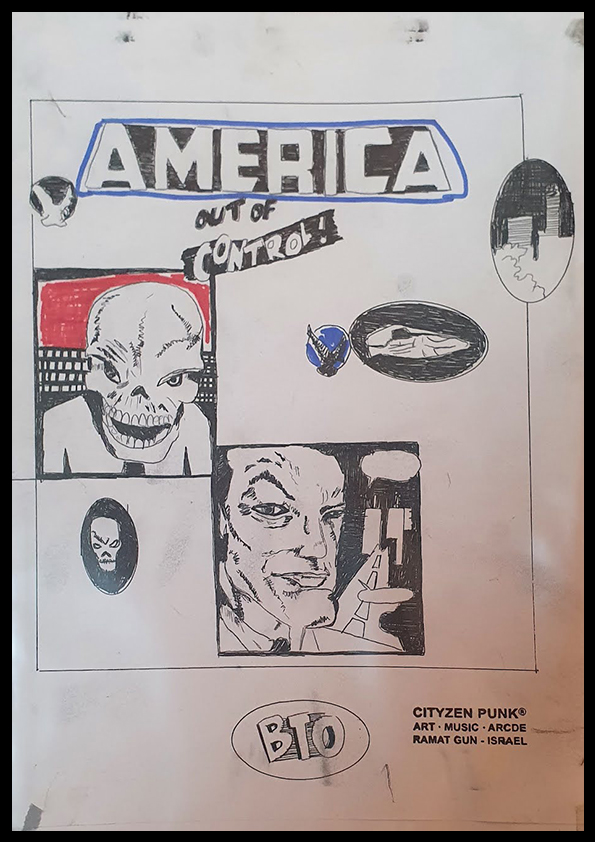 AMERICA
OUT OF
CONTROL!
BTO
CITYZEN PUNK®
ART · MUSIC · ARCDE
RAMAT GUN - ISRAEL